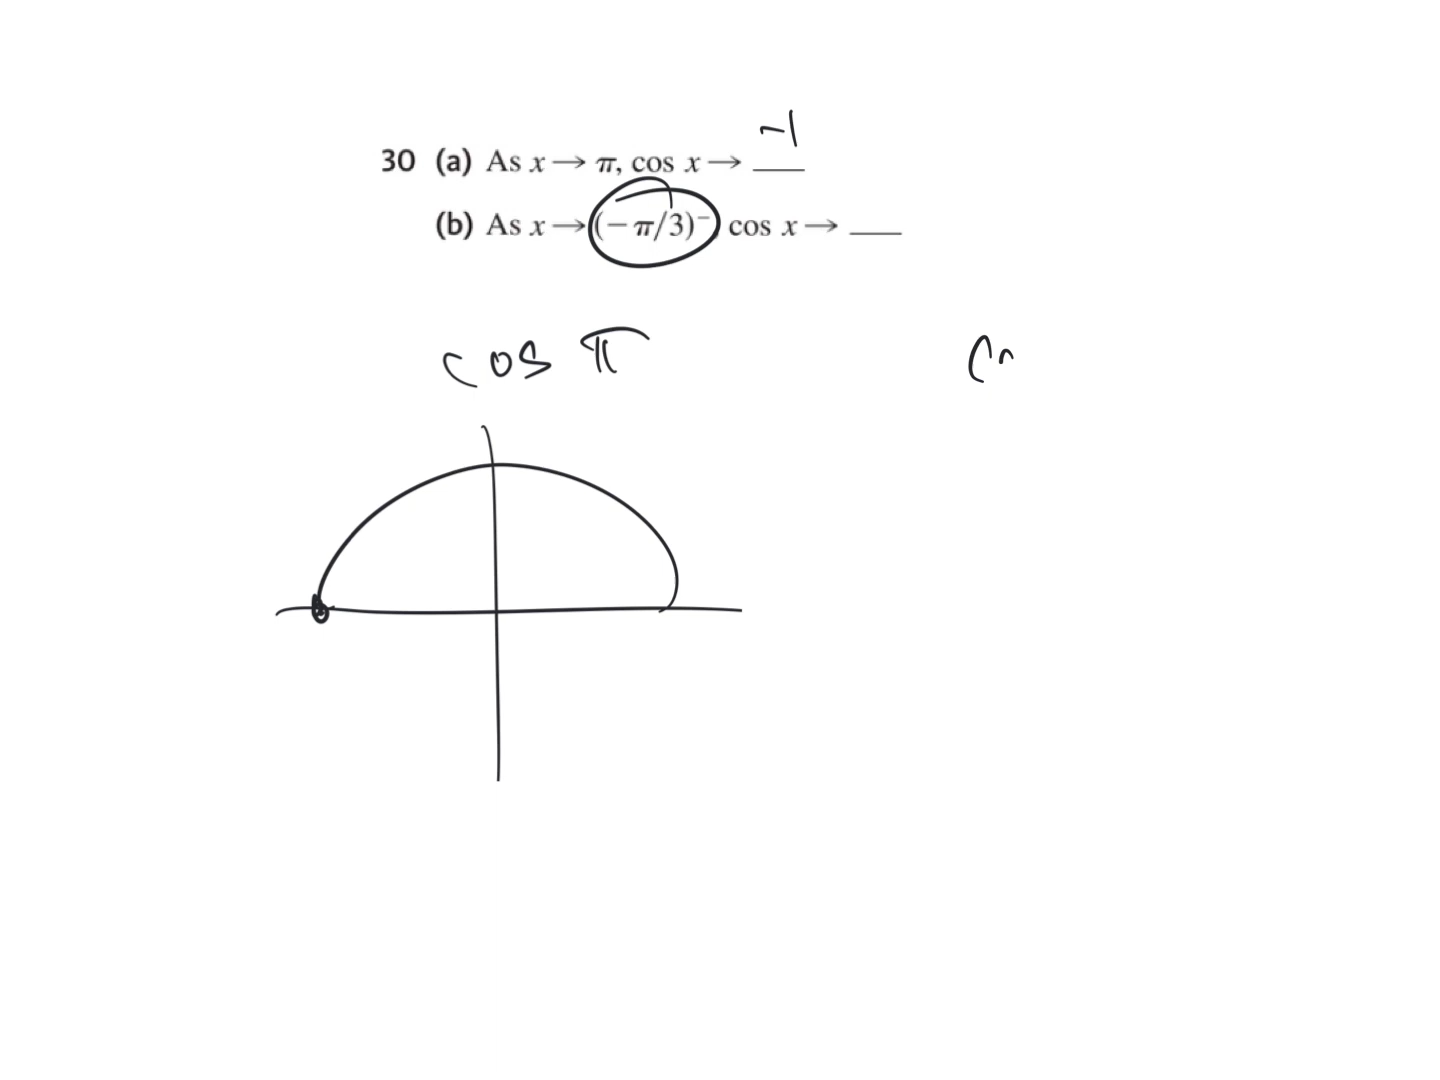 -1
30 (a) As x → π, cos x → ___
(b) As x → (− π/3)⁻ cos x → ___
cos π